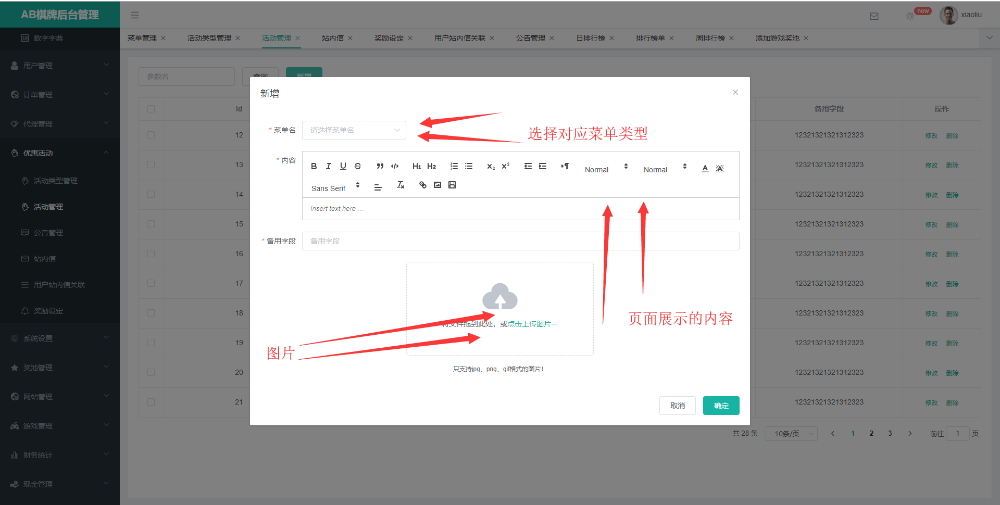 AB棋牌后台管理
new
xiaoliu
数字字典
菜单管理
活动类型管理
活动管理
站内信
奖励设定
用户站内信关联
公告管理
日排行榜
排行榜单
周排行榜
添加游戏奖池
用户管理
订单管理
代理管理
优惠活动
活动类型管理
活动管理
公告管理
站内信
用户站内信关联
奖励设定
系统设置
奖池管理
网站管理
游戏管理
财务统计
现金管理
参数名
查询
新增
id
备用字段
操作
12
12321321321312323
修改 删除
13
12321321321312323
修改 删除
14
12321321321312323
修改 删除
15
12321321321312323
修改 删除
16
12321321321312323
修改 删除
17
12321321321312323
修改 删除
18
12321321321312323
修改 删除
19
12321321321312323
修改 删除
20
12321321321312323
修改 删除
21
12321321321312323
修改 删除
新增
* 菜单名
请选择菜单名
选择对应菜单类型
* 内容
Normal
Normal
Sans Serif
Insert text here ...
* 备用字段
备用字段
页面展示的内容
将文件拖到此处，或点击上传图片一
图片
只支持jpg、png、gif格式的图片!
取消
确定
共 28 条
10条/页
1
2
3
前往 1 页